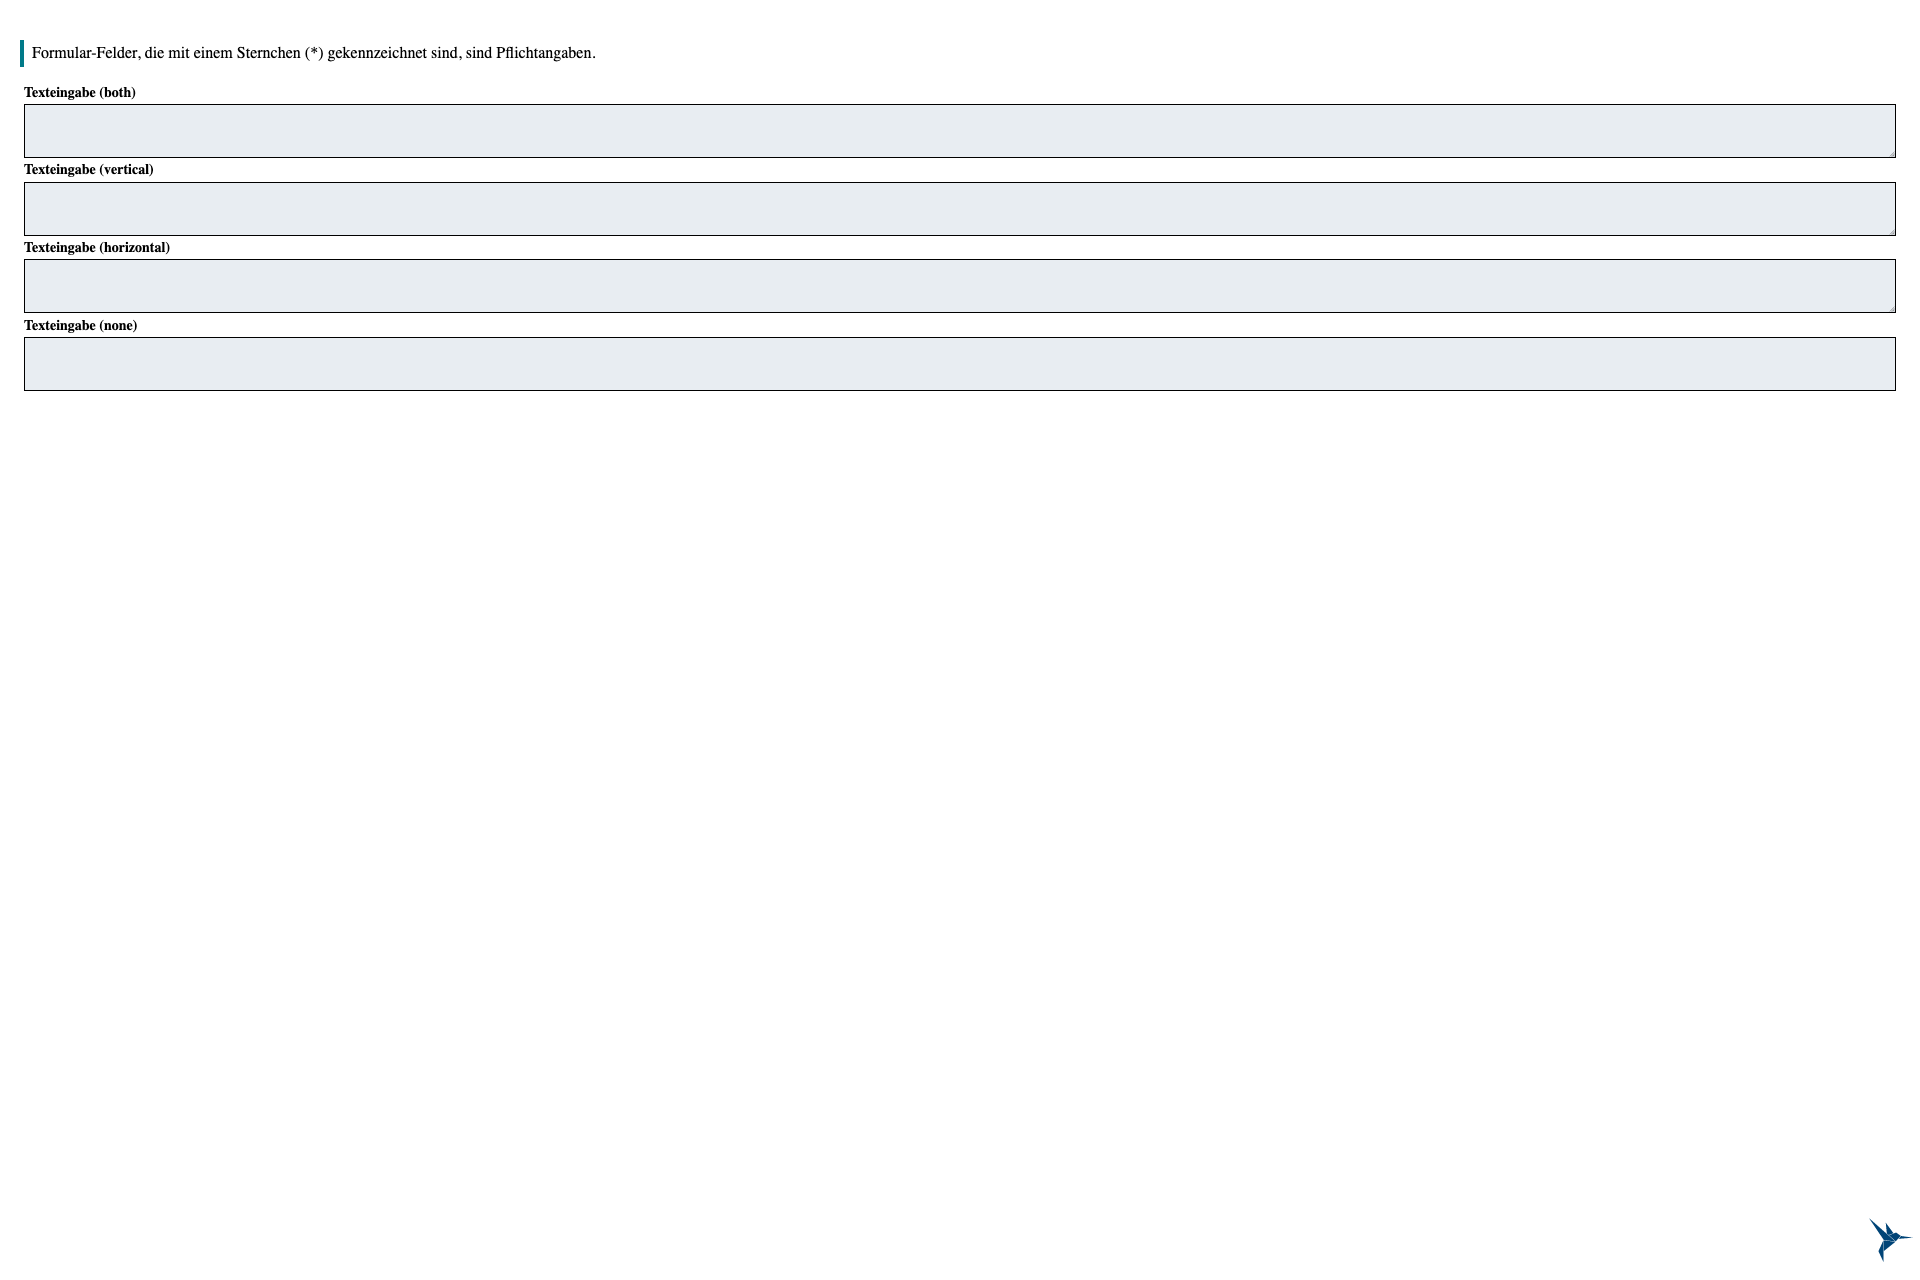 Formular-Felder, die mit einem Sternchen (*) gekennzeichnet sind, sind Pflichtangaben.
Texteingabe (both)
Texteingabe (vertical)
Texteingabe (horizontal)
Texteingabe (none)